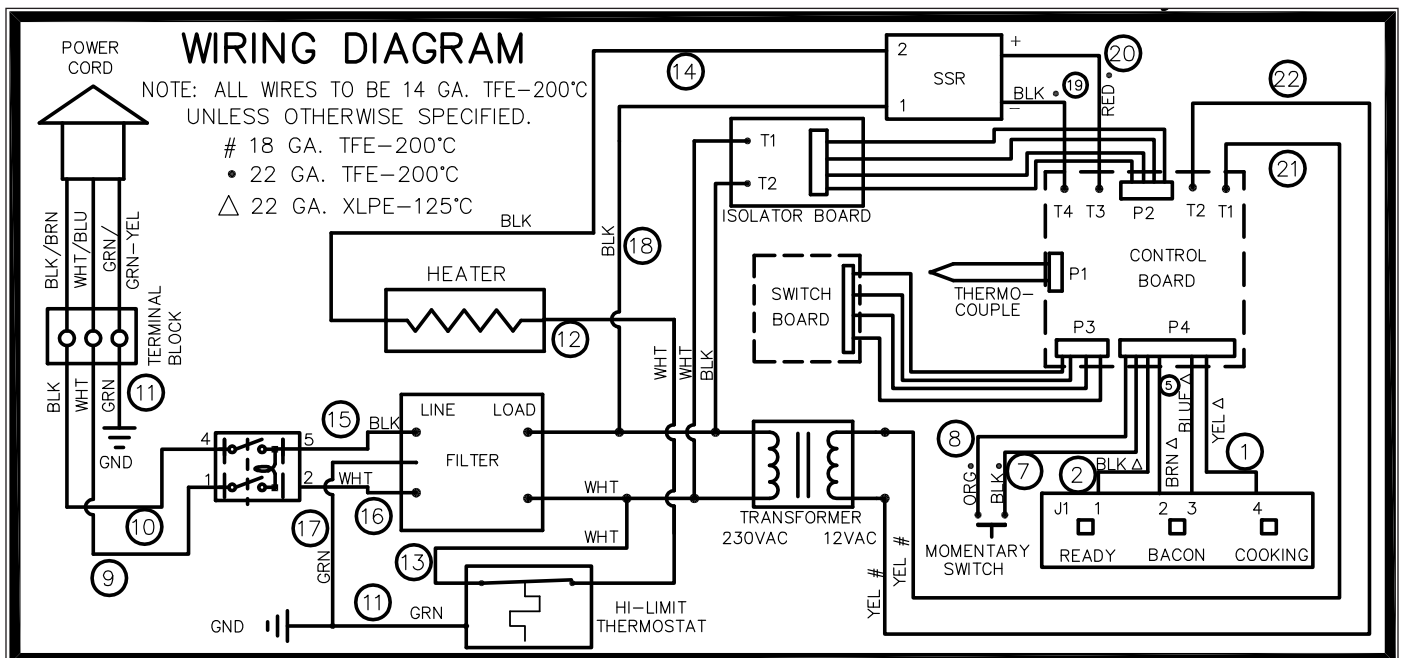 WIRING DIAGRAM
NOTE: ALL WIRES TO BE 14 GA. TFE-200°C
UNLESS OTHERWISE SPECIFIED.
# 18 GA. TFE-200°C
• 22 GA. TFE-200°C
△ 22 GA. XLPE-125°C
POWER
CORD
BLK/BRN
WHT/BLU
GRN/
GRN-YEL
TERMINAL
BLOCK
BLK
WHT
GRN
11
GND
10
9
4
5
1
2
15
BLK
WHT
16
17
GRN
LINE
LOAD
FILTER
HEATER
12
BLK
14
BLK
18
WHT
WHT
BLK
WHT
WHT
13
HI-LIMIT
THERMOSTAT
GND
11
GRN
2
1
SSR
+
-
BLK •
19
20
RED •
22
21
T1
T2
ISOLATOR BOARD
SWITCH
BOARD
THERMO-
COUPLE
T4
T3
P2
T2
T1
P1
CONTROL
BOARD
P3
P4
TRANSFORMER
230VAC
12VAC
YEL #
YEL #
8
ORG •
BLK •
7
MOMENTARY
SWITCH
2
BLK △
BRN △
5
BLUE △
YEL △
1
J1
1
2
3
4
READY
BACON
COOKING